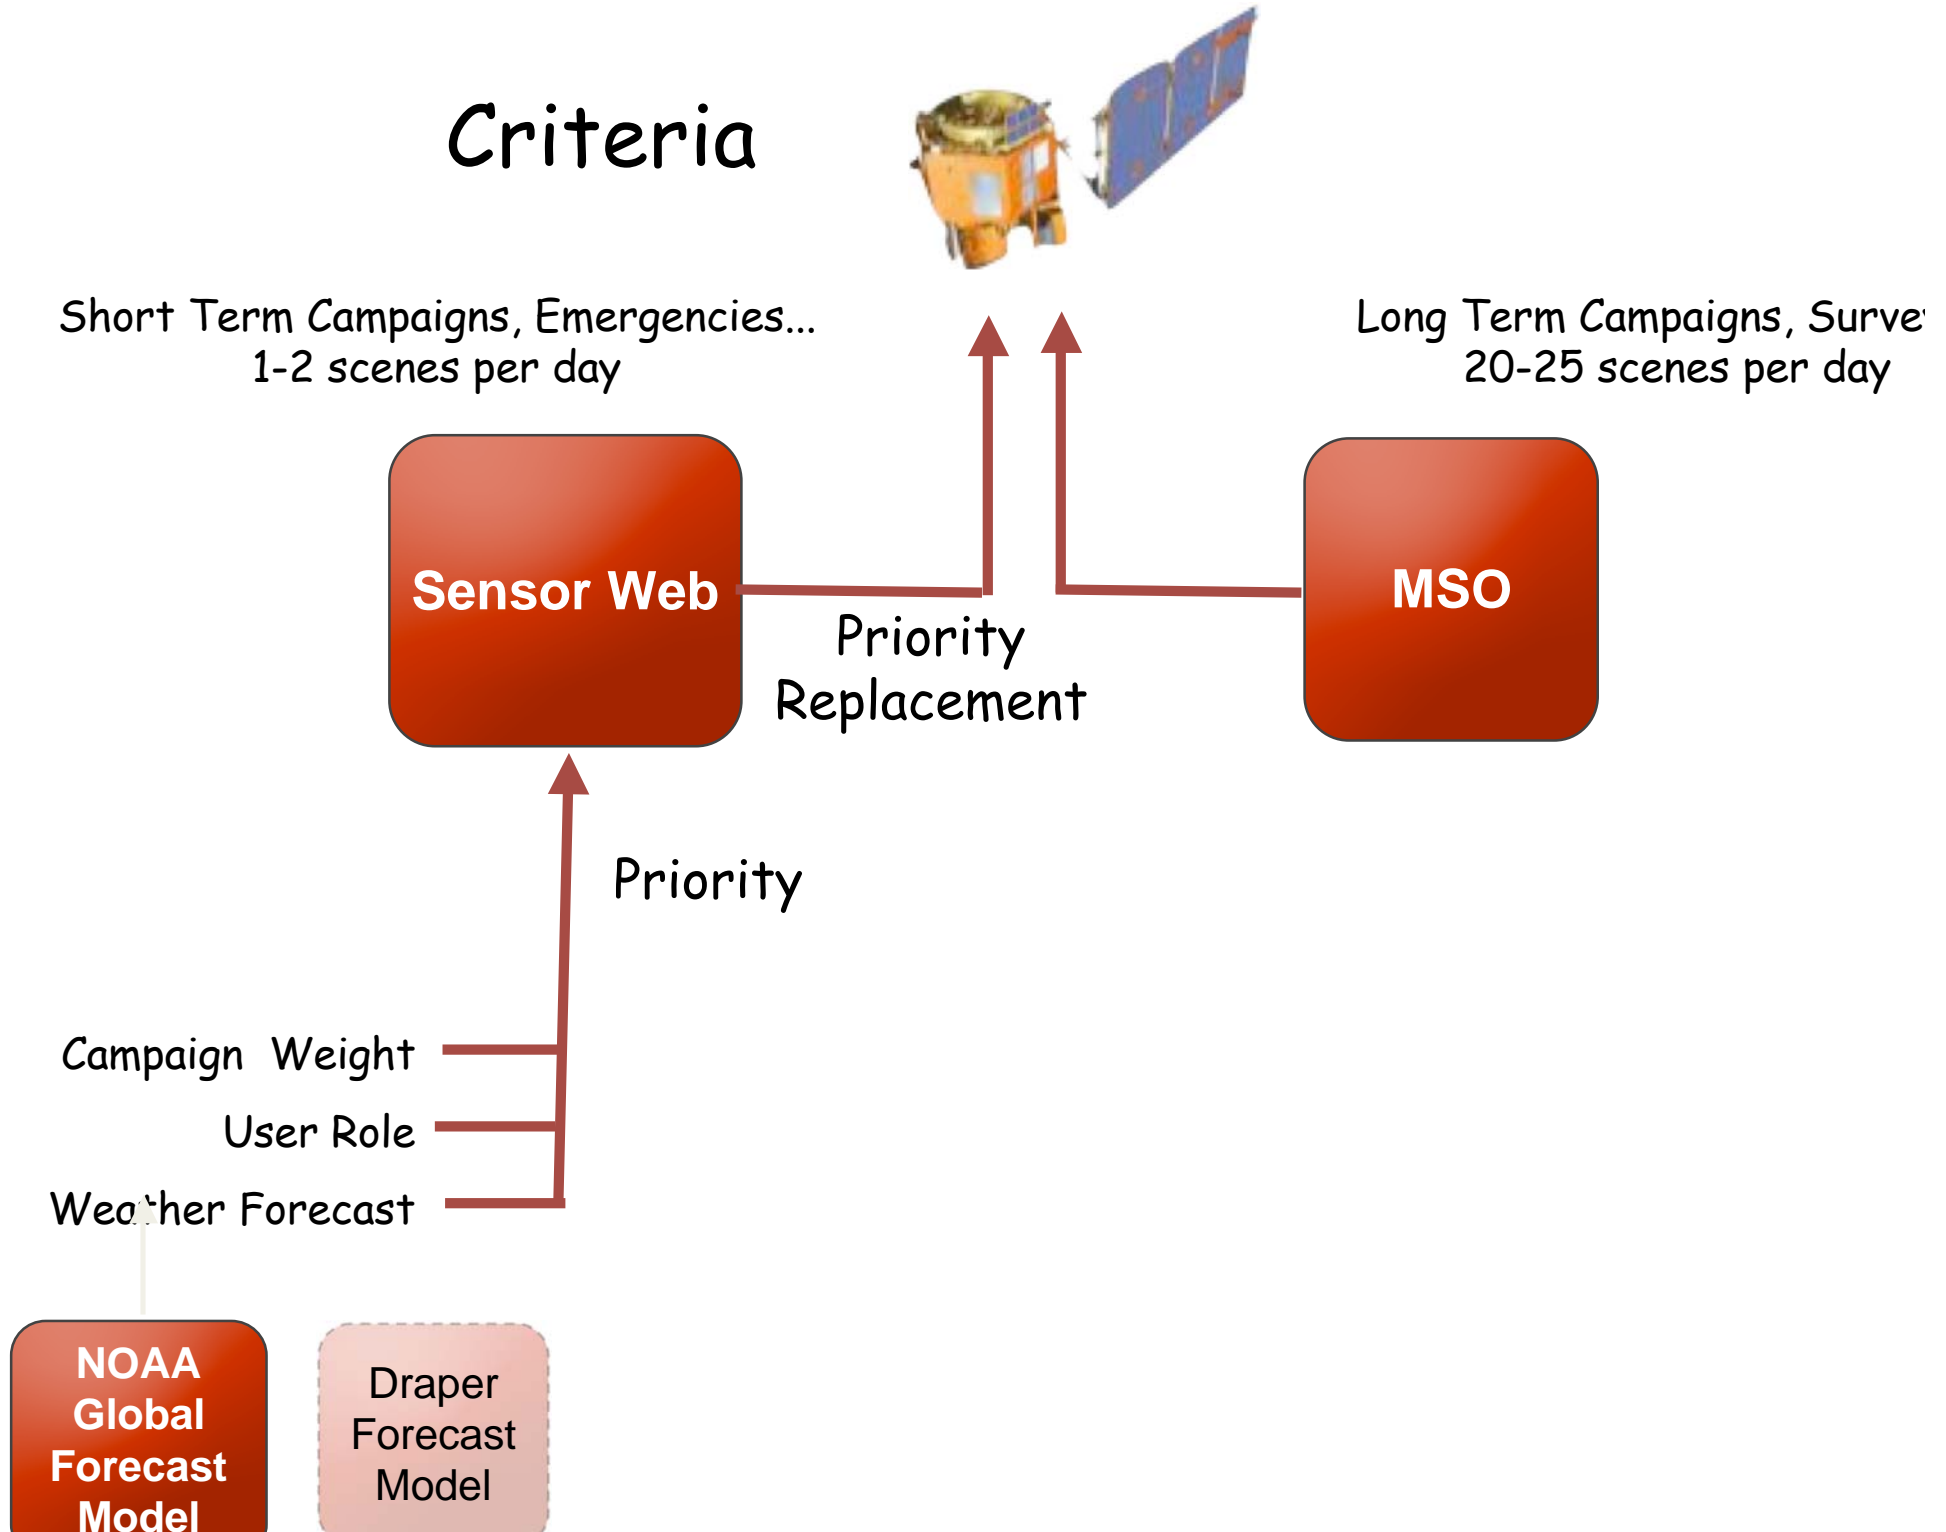 Criteria
Short Term Campaigns, Emergencies...
1-2 scenes per day
Long Term Campaigns,
20-25 scenes per day
Sensor Web
MSO
Priority
Replacement
Priority
Campaign Weight
User Role
Weather Forecast
NOAA
Global
Forecast
Model
Draper
Forecast
Model